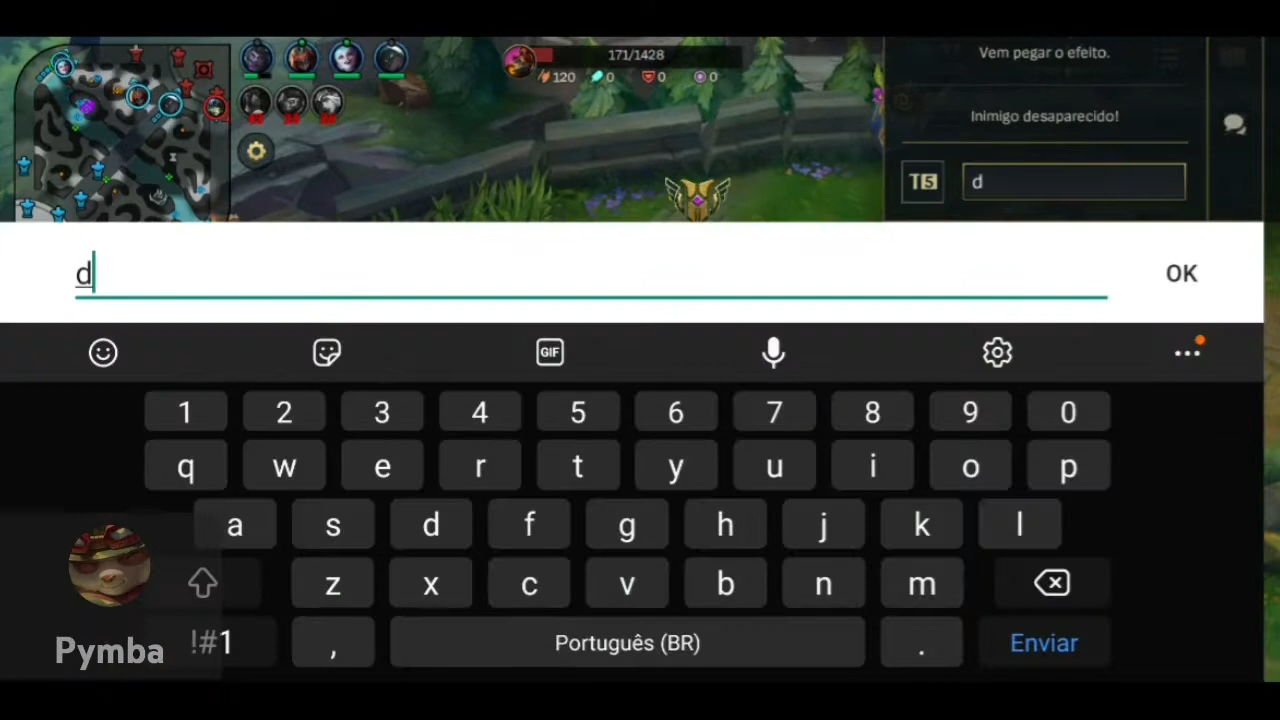 171/1428
120 0 0 0
Vem pegar o efeito.
Inimigo desaparecido!
T5 d
d OK
GIF
1 2 3 4 5 6 7 8 9 0
q w e r t y u i o p
a s d f g h j k l
z x c v b n m
!#1 , Português (BR) . Enviar
Pymba